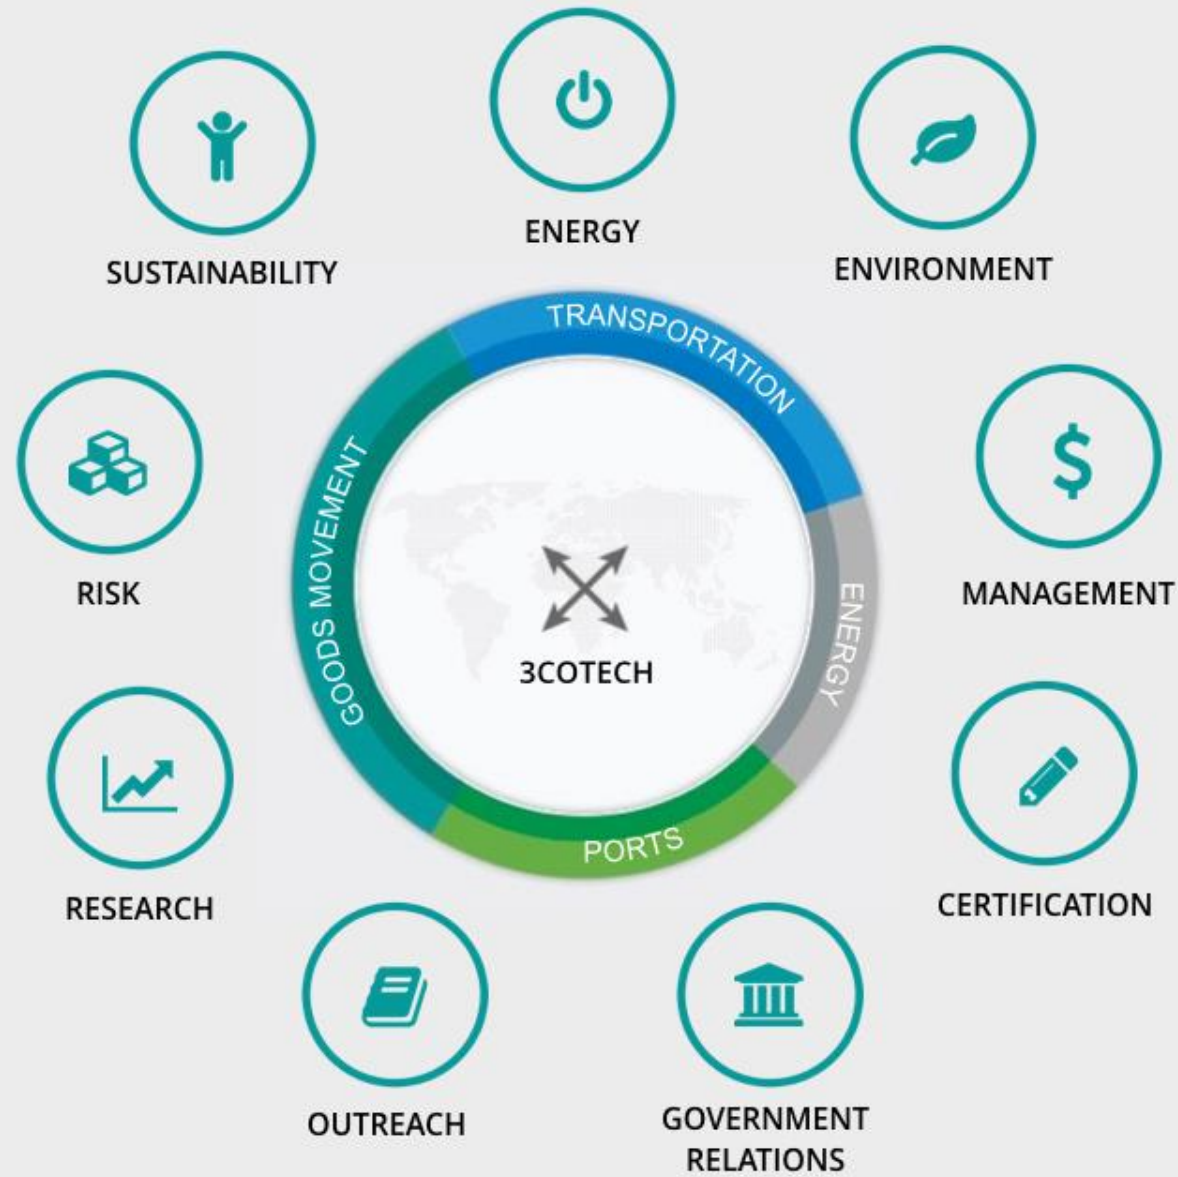 ENERGY
SUSTAINABILITY
ENVIRONMENT
TRANSPORTATION
GOODS MOVEMENT
ENERGY
PORTS
3COTECH
RISK
MANAGEMENT
RESEARCH
CERTIFICATION
OUTREACH
GOVERNMENT
RELATIONS